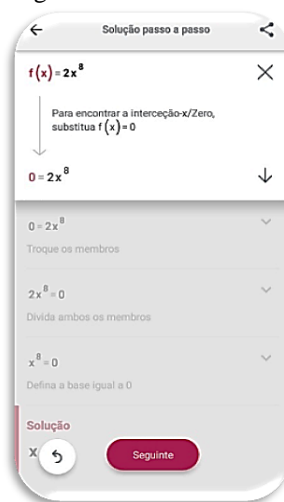 Solução passo a passo
f(x) = 2x⁸
Para encontrar a interceção-x/Zero,
substitua f(x) = 0
0 = 2x⁸
0 = 2x⁸
Troque os membros
2x⁸ = 0
Divida ambos os membros
x⁸ = 0
Defina a base igual a 0
Solução
x
Seguinte